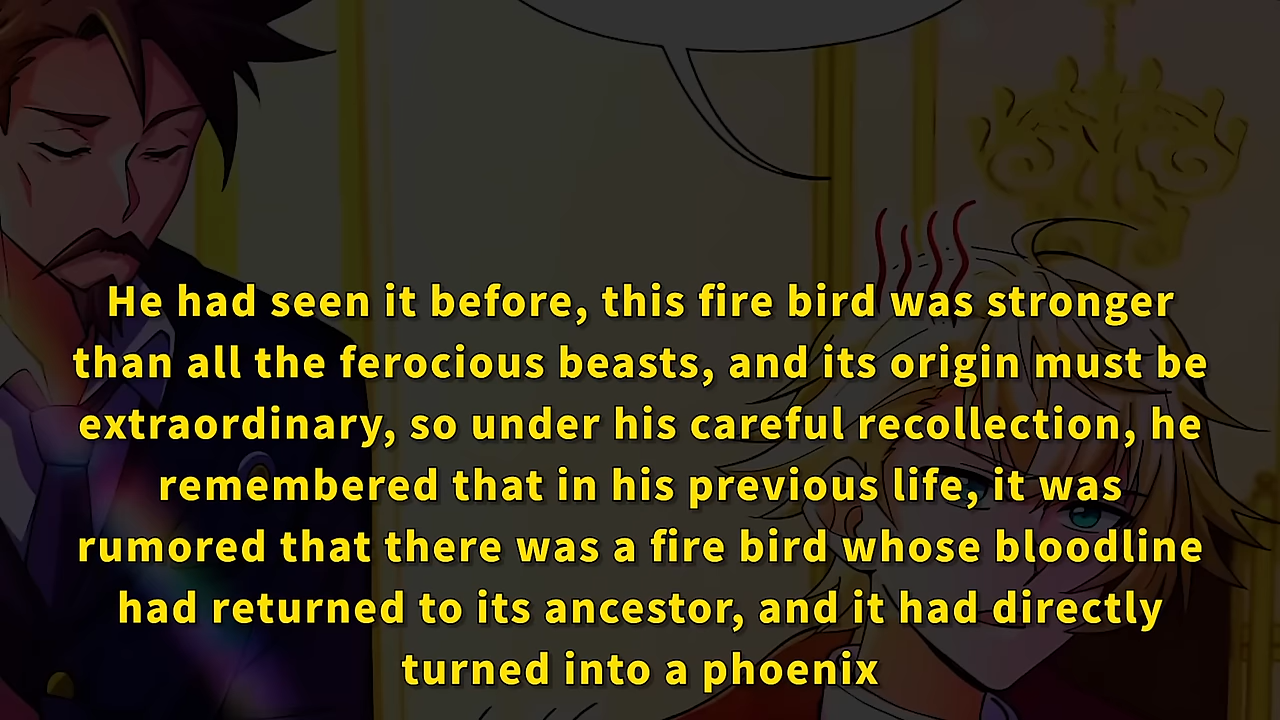 He had seen it before, this fire bird was stronger
than all the ferocious beasts, and its origin must be
extraordinary, so under his careful recollection, he
remembered that in his previous life, it was
rumored that there was a fire bird whose bloodline
had returned to its ancestor, and it had directly
turned into a phoenix